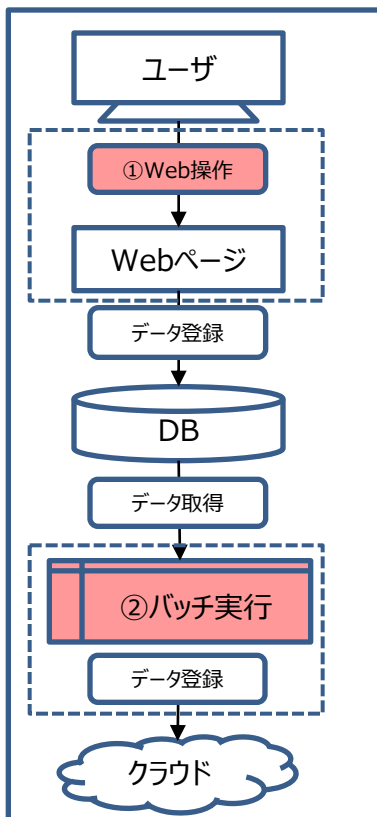 ユーザ
①Web操作
Webページ
データ登録
DB
データ取得
②バッチ実行
データ登録
クラウド